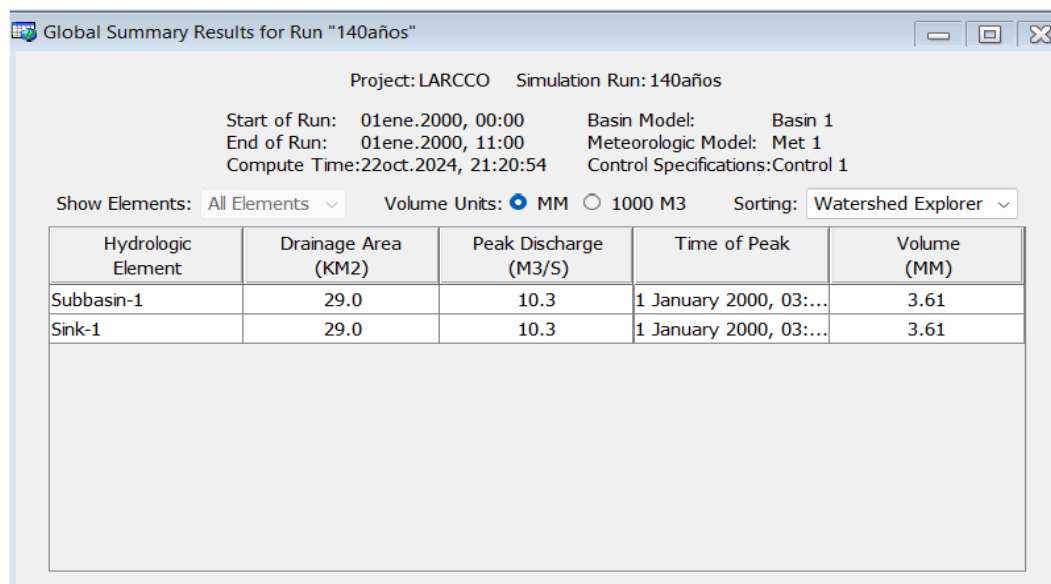 Global Summary Results for Run "140años"
Project: LARCCO Simulation Run: 140años
Start of Run: 01ene.2000, 00:00 Basin Model: Basin 1
End of Run: 01ene.2000, 11:00 Meteorologic Model: Met 1
Compute Time:22oct.2024, 21:20:54 Control Specifications:Control 1
Show Elements: All Elements Volume Units: MM 1000 M3 Sorting: Watershed Explorer
Hydrologic Drainage Area Peak Discharge Time of Peak Volume
Element (KM2) (M3/S) (MM)
Subbasin-1 29.0 10.3 1 January 2000, 03:... 3.61
Sink-1 29.0 10.3 1 January 2000, 03:... 3.61